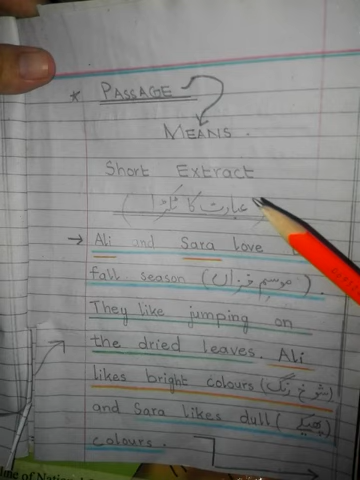 * PASSAGE
MEANS.
Short Extract
(عبارت کا ٹکڑا)
→ Ali and Sara love
fall season (موسمِ خزاں).
They like jumping on
the dried leaves. Ali
likes bright colours (شوخ رنگ)
and Sara likes dull (پھیکے)
colours.